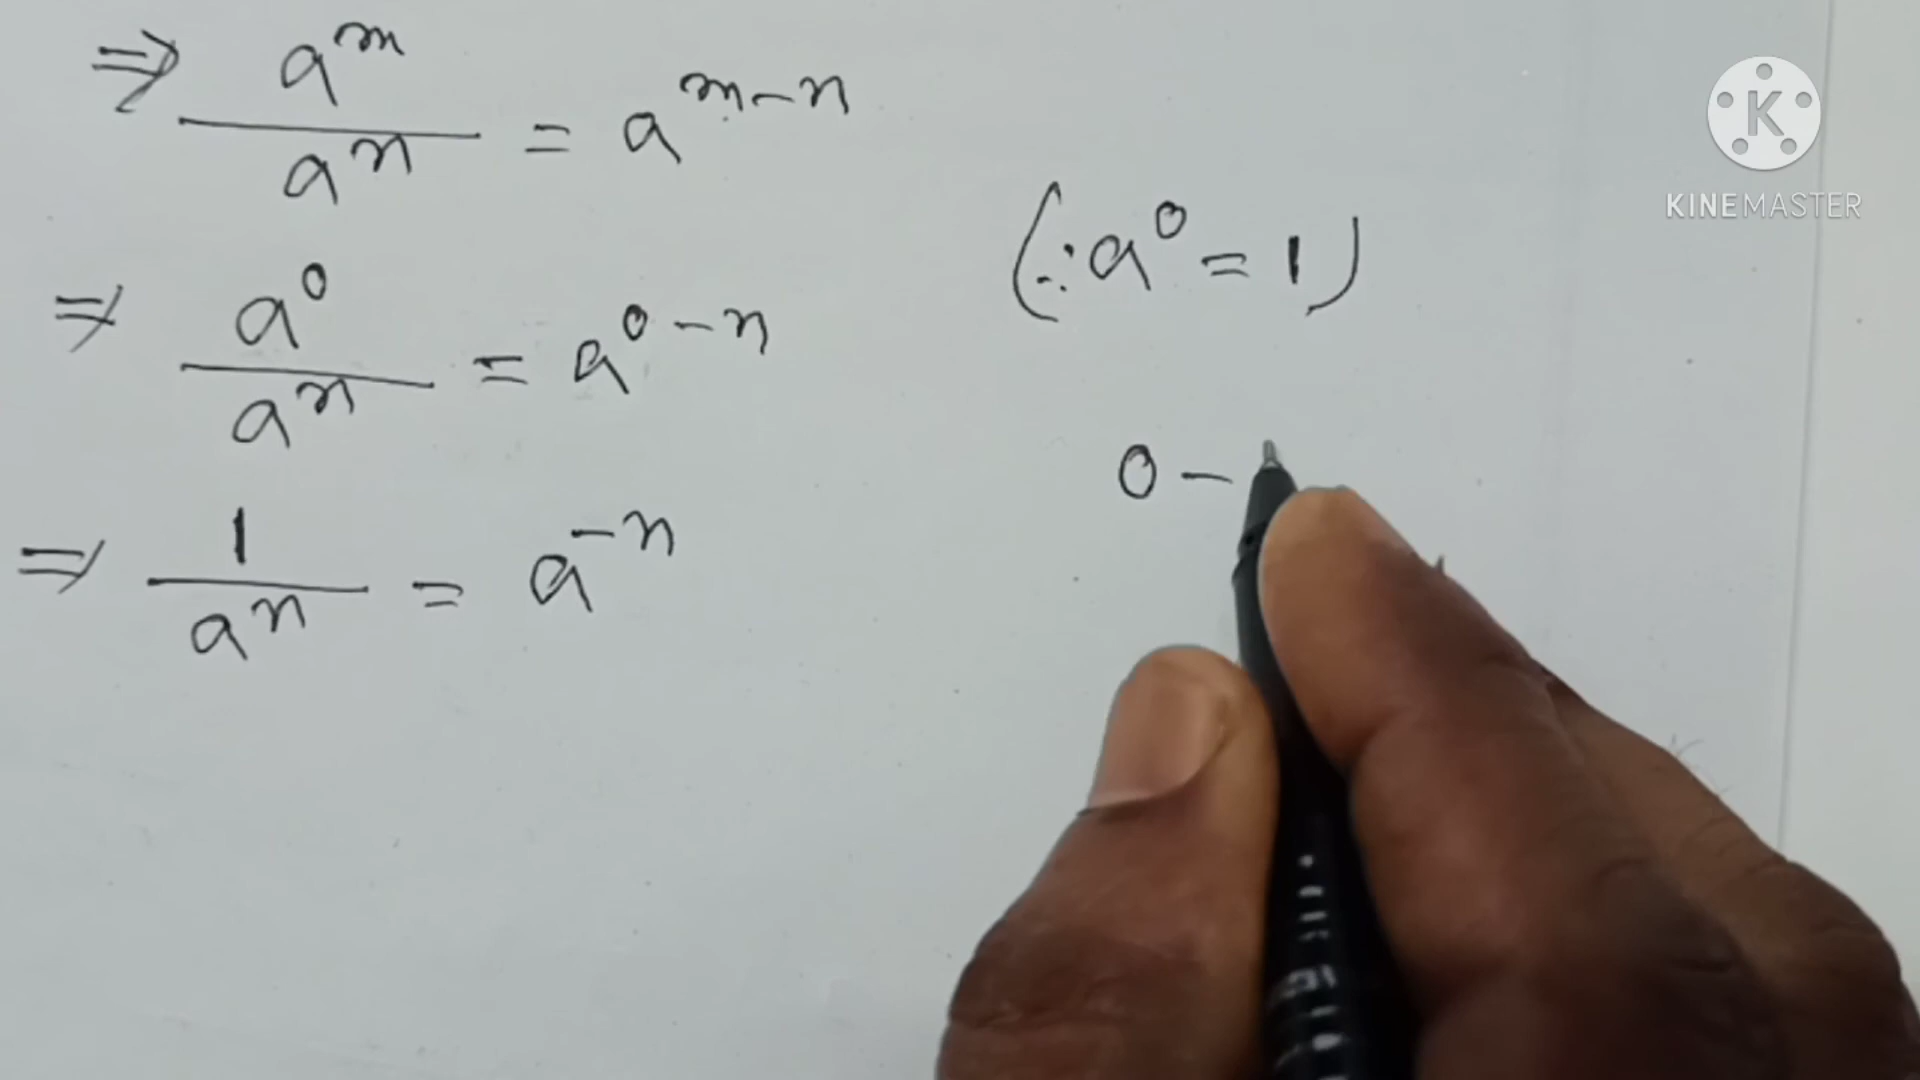 ⇒ a^m / a^n = a^(m-n)
(∵ a^0 = 1)
⇒ a^0 / a^n = a^(0-n)
0 -
⇒ 1 / a^n = a^(-n)
K
KINEMASTER